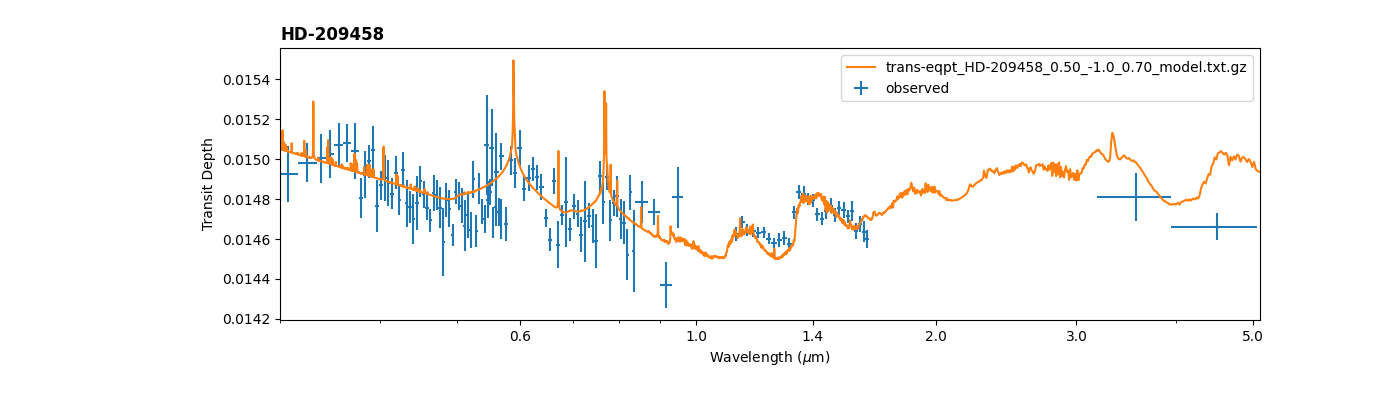 HD-209458
trans-eqpt_HD-209458_0.50_-1.0_0.70_model.txt.gz
observed
Transit Depth
0.0154
0.0152
0.0150
0.0148
0.0146
0.0144
0.0142
0.6
1.0
1.4
2.0
3.0
5.0
Wavelength (μm)